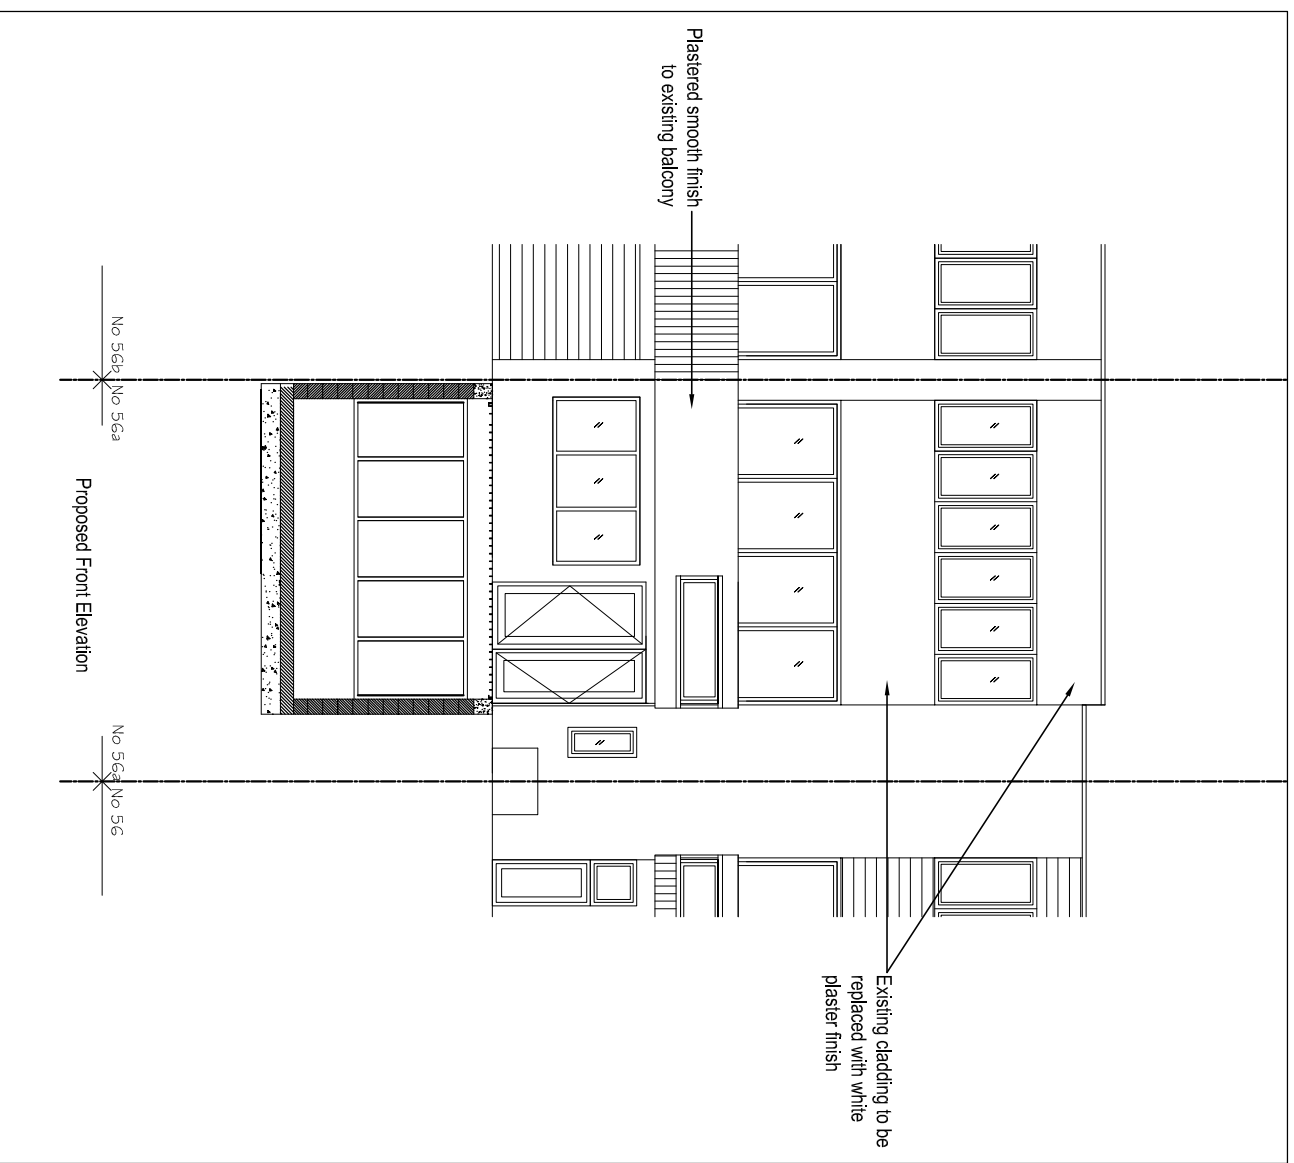 Plastered smooth finish
to existing balcony
Existing cladding to be
replaced with white
plaster finish
No 56b
No 56a
No 56a
No 56
Proposed Front Elevation